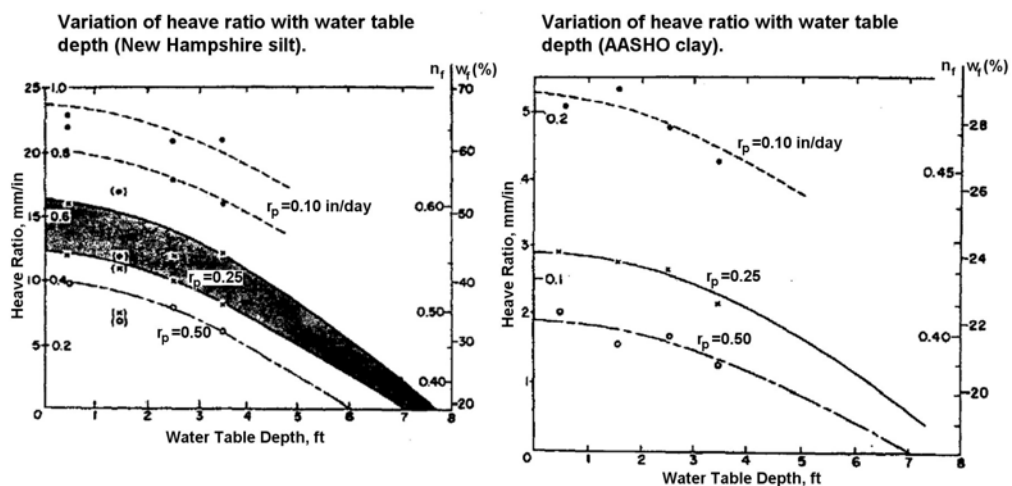 Variation of heave ratio with water table
depth (New Hampshire silt).
n_f w_f (%)
25 1.0 70
20 0.8 60
r_p=0.10 in/day
0.60
15 0.6 50
10 0.4 40
r_p=0.25
0.50
r_p=0.50
30
5 0.2
0.40
20
0 1 2 3 4 5 6 7 8
Heave Ratio, mm/in
Water Table Depth, ft
Variation of heave ratio with water table
depth (AASHO clay).
n_f w_f (%)
5 0.2
28
r_p=0.10 in/day
0.45
4 26
3
24
r_p=0.25
0.1
2 22
0.40
r_p=0.50
1 20
0 1 2 3 4 5 6 7 8
Heave Ratio, mm/in
Water Table Depth, ft